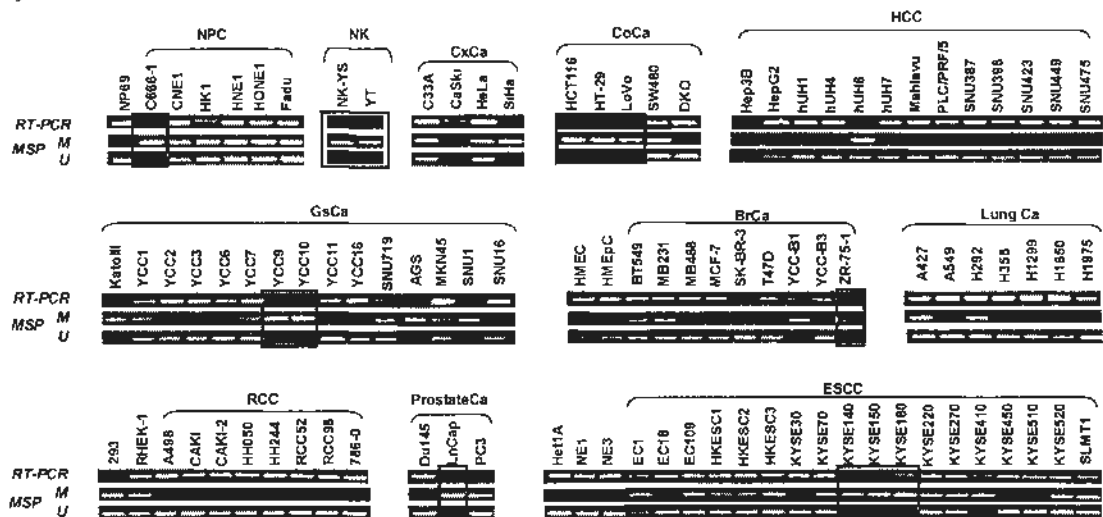 NPC NK CxCa CoCa HCC
NP69 C666-1 CNE1 HK1 HNE1 HONE1 Fadu NK-YS YT C33A CaSki HeLa SiHa HCT116 HT-29 LoVo SW480 DKO Hep3B HepG2 hUH1 hUH4 hUH6 hUH7 Mahlavu PLC/PRF/5 SNU387 SNU398 SNU423 SNU449 SNU475
RT-PCR
MSP M
U
GsCa BrCa Lung Ca
KatoIII YCC1 YCC2 YCC3 YCC6 YCC7 YCC9 YCC10 YCC11 YCC16 SNU719 AGS MKN45 SNU1 SNU16 HMEC HMEpC BT549 MB231 MB468 MCF-7 SK-BR-3 T47D YCC-B1 YCC-B3 ZR-75-1 A427 A549 H292 H358 H1299 H1650 N1975
RT-PCR
MSP M
U
RCC ProstateCa ESCC
293 RHEK-1 A498 CAKI CAKI-2 HH050 HH244 RCC52 RCC98 786-0 Du145 LnCap PC3 Het1A NE1 NE3 EC1 EC18 EC109 HKESC1 HKESC2 HKESC3 KYSE30 KYSE70 KYSE140 KYSE150 KYSE180 KYSE220 KYSE270 KYSE410 KYSE450 KYSE510 KYSE520 SLMT1
RT-PCR
MSP M
U